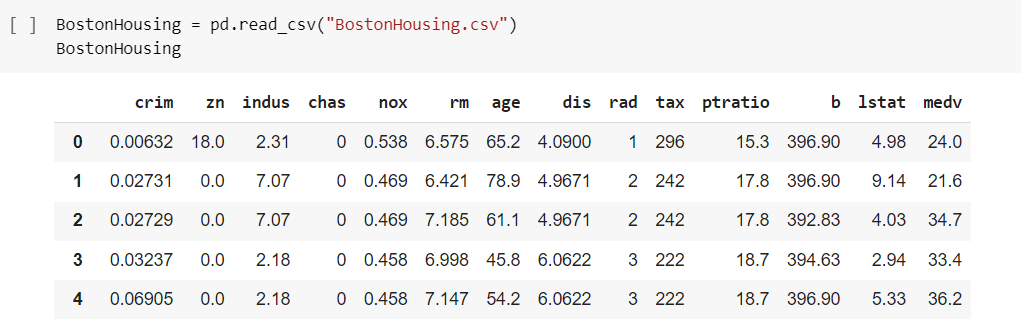 [ ] BostonHousing = pd.read_csv("BostonHousing.csv")
BostonHousing
crim zn indus chas nox rm age dis rad tax ptratio b lstat medv
0 0.00632 18.0 2.31 0 0.538 6.575 65.2 4.0900 1 296 15.3 396.90 4.98 24.0
1 0.02731 0.0 7.07 0 0.469 6.421 78.9 4.9671 2 242 17.8 396.90 9.14 21.6
2 0.02729 0.0 7.07 0 0.469 7.185 61.1 4.9671 2 242 17.8 392.83 4.03 34.7
3 0.03237 0.0 2.18 0 0.458 6.998 45.8 6.0622 3 222 18.7 394.63 2.94 33.4
4 0.06905 0.0 2.18 0 0.458 7.147 54.2 6.0622 3 222 18.7 396.90 5.33 36.2